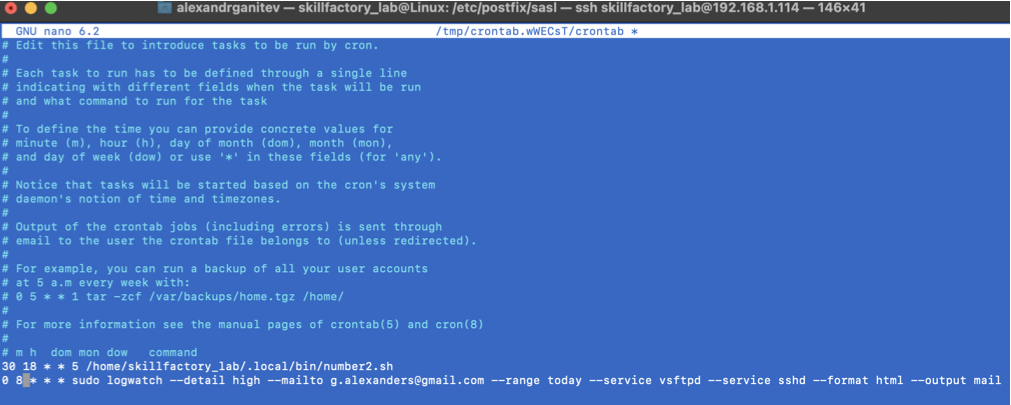 alexandrganitev — skillfactory_lab@Linux: /etc/postfix/sasl — ssh skillfactory_lab@192.168.1.114 — 146×41
GNU nano 6.2 /tmp/crontab.wWECsT/crontab *
# Edit this file to introduce tasks to be run by cron.
#
# Each task to run has to be defined through a single line
# indicating with different fields when the task will be run
# and what command to run for the task
#
# To define the time you can provide concrete values for
# minute (m), hour (h), day of month (dom), month (mon),
# and day of week (dow) or use '*' in these fields (for 'any').
#
# Notice that tasks will be started based on the cron's system
# daemon's notion of time and timezones.
#
# Output of the crontab jobs (including errors) is sent through
# email to the user the crontab file belongs to (unless redirected).
#
# For example, you can run a backup of all your user accounts
# at 5 a.m every week with:
# 0 5 * * 1 tar -zcf /var/backups/home.tgz /home/
#
# For more information see the manual pages of crontab(5) and cron(8)
#
# m h  dom mon dow   command
30 18 * * 5 /home/skillfactory_lab/.local/bin/number2.sh
0 8 * * * sudo logwatch --detail high --mailto g.alexanders@gmail.com --range today --service vsftpd --service sshd --format html --output mail